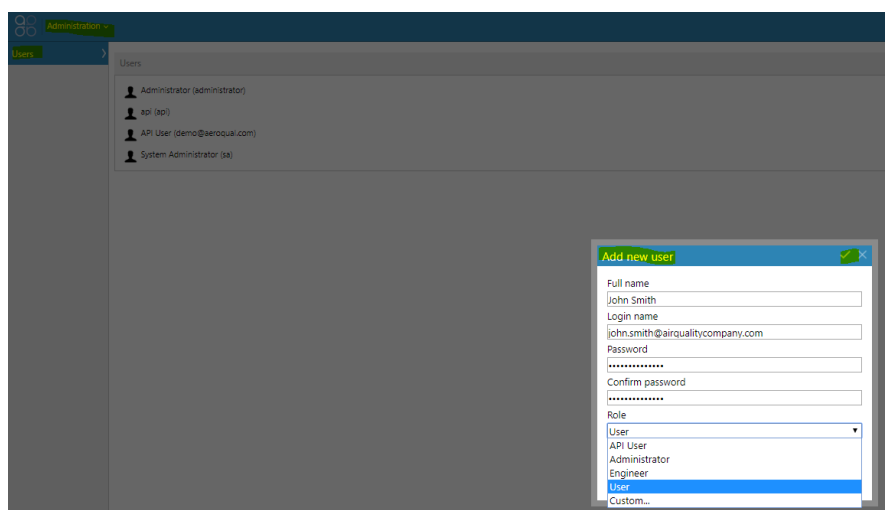 Administration
Users
Users
Administrator (administrator)
api (api)
API User (demo@aeroqual.com)
System Administrator (sa)
Add new user
Full name
John Smith
Login name
john.smith@airqualitycompany.com
Password
••••••••••••••
Confirm password
••••••••••••••
Role
User
API User
Administrator
Engineer
User
Custom...